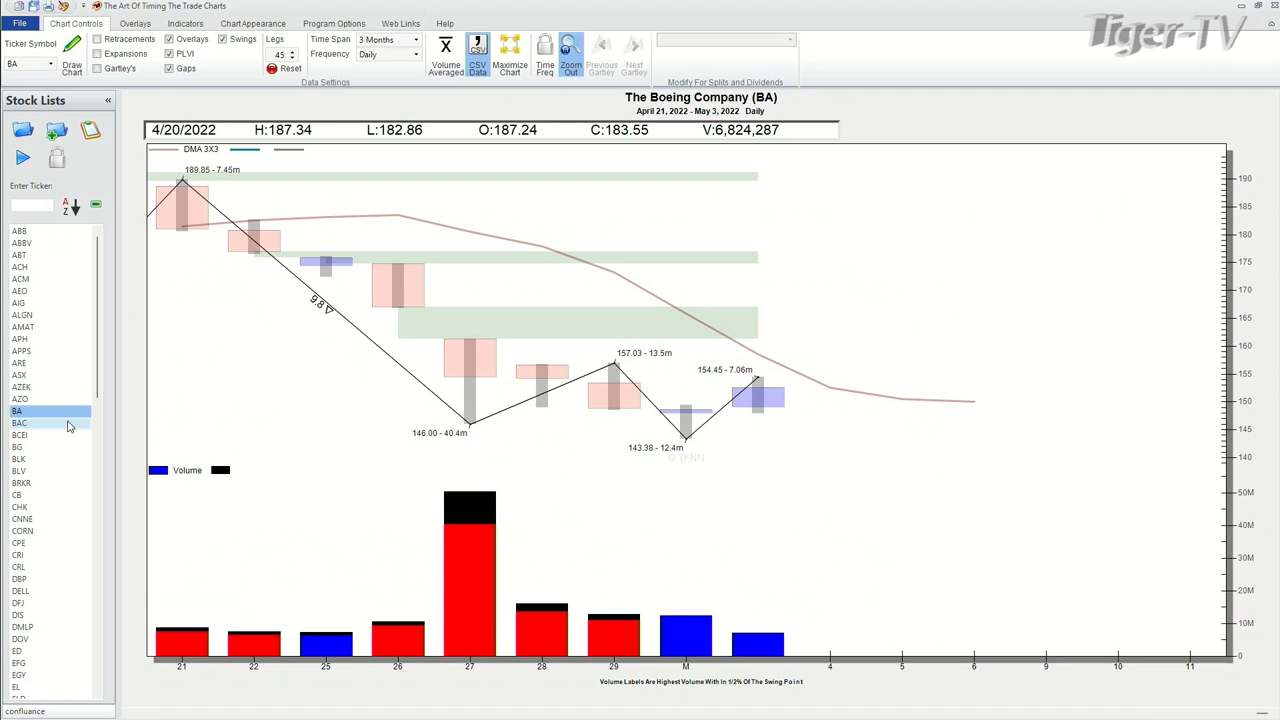 The Art Of Timing The Trade Charts
File
Chart Controls
Overlays
Indicators
Chart Appearance
Program Options
Web Links
Help
Tiger-TV
Ticker Symbol
BA
Draw Chart
Retracements
Expansions
Gartley's
Overlays
PLVI
Gaps
Swings
Legs
45
Reset
Time Span
3 Months
Frequency
Daily
Data Settings
Volume Averaged
CSV
CSV Data
Maximize Chart
Time Freq
Zoom Out
Previous Gartley
Next Gartley
Modify For Splits and Dividends
Stock Lists
«
Enter Ticker:
A
Z
ABB
ABBV
ABT
ACH
ACM
AEO
AIG
ALGN
AMAT
APH
APPS
ARE
ASX
AZEK
AZO
BA
BAC
BCEI
BG
BLK
BLV
BRKR
CB
CHK
CNNE
CORN
CPE
CRI
CRL
DBP
DELL
DFJ
DIS
DMLP
DOV
ED
EFG
EGY
EL
confluance
The Boeing Company (BA)
April 21, 2022 - May 3, 2022 Daily
4/20/2022 H:187.34 L:182.86 O:187.24 C:183.55 V:6,824,287
DMA 3X3
189.85 - 7.45m
9.8
146.00 - 40.4m
157.03 - 13.5m
143.38 - 12.4m
154.45 - 7.06m
© TFNN
190
185
180
175
170
165
160
155
150
145
140
Volume
50M
40M
30M
20M
10M
0
21 22 25 26 27 28 29 M 4 5 6 9 10 11
Volume Labels Are Highest Volume With In 1/2% Of The Swing Point